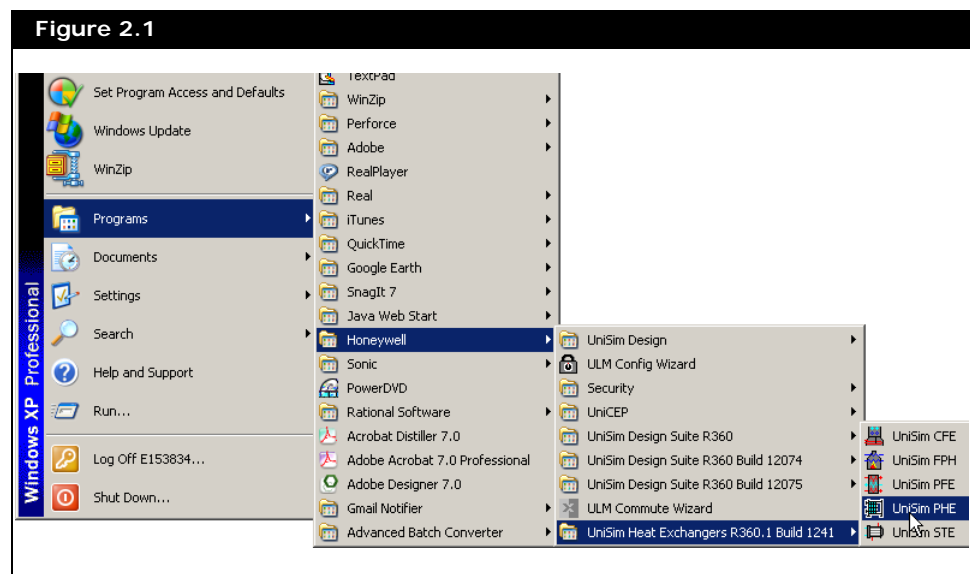 Figure 2.1
Windows XP Professional
Set Program Access and Defaults
Windows Update
WinZip
Programs
Documents
Settings
Search
Help and Support
Run...
Log Off E153834...
Shut Down...
TextPad
WinZip
Perforce
Adobe
RealPlayer
Real
iTunes
QuickTime
Google Earth
SnagIt 7
Java Web Start
Honeywell
Sonic
PowerDVD
Rational Software
Acrobat Distiller 7.0
Adobe Acrobat 7.0 Professional
Adobe Designer 7.0
Gmail Notifier
Advanced Batch Converter
UniSim Design
ULM Config Wizard
Security
UniCEP
UniSim Design Suite R360
UniSim Design Suite R360 Build 12074
UniSim Design Suite R360 Build 12075
ULM Commute Wizard
UniSim Heat Exchangers R360.1 Build 1241
UniSim CFE
UniSim FPH
UniSim PFE
UniSim PHE
UniSim STE